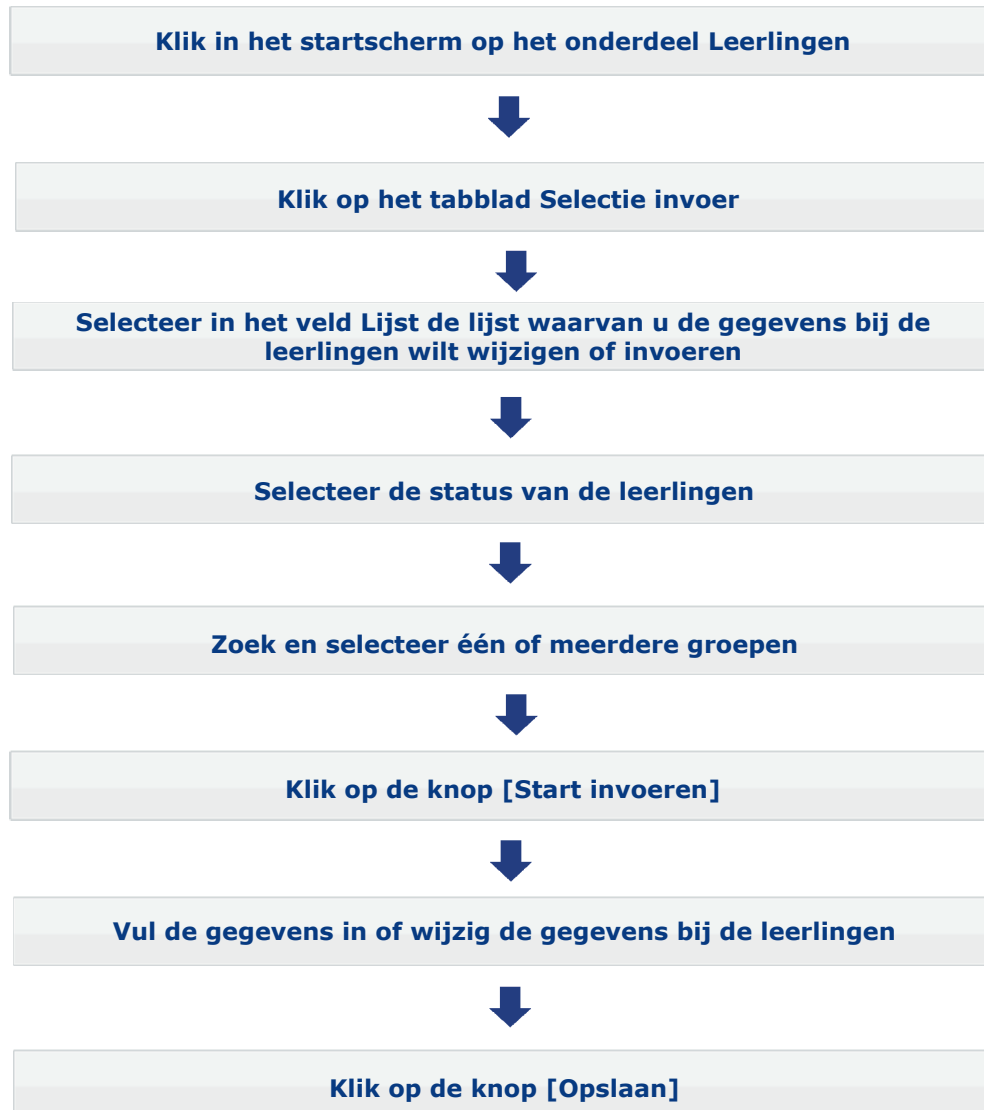 Klik in het startscherm op het onderdeel Leerlingen
Klik op het tabblad Selectie invoer
Selecteer in het veld Lijst de lijst waarvan u de gegevens bij de
leerlingen wilt wijzigen of invoeren
Selecteer de status van de leerlingen
Zoek en selecteer één of meerdere groepen
Klik op de knop [Start invoeren]
Vul de gegevens in of wijzig de gegevens bij de leerlingen
Klik op de knop [Opslaan]